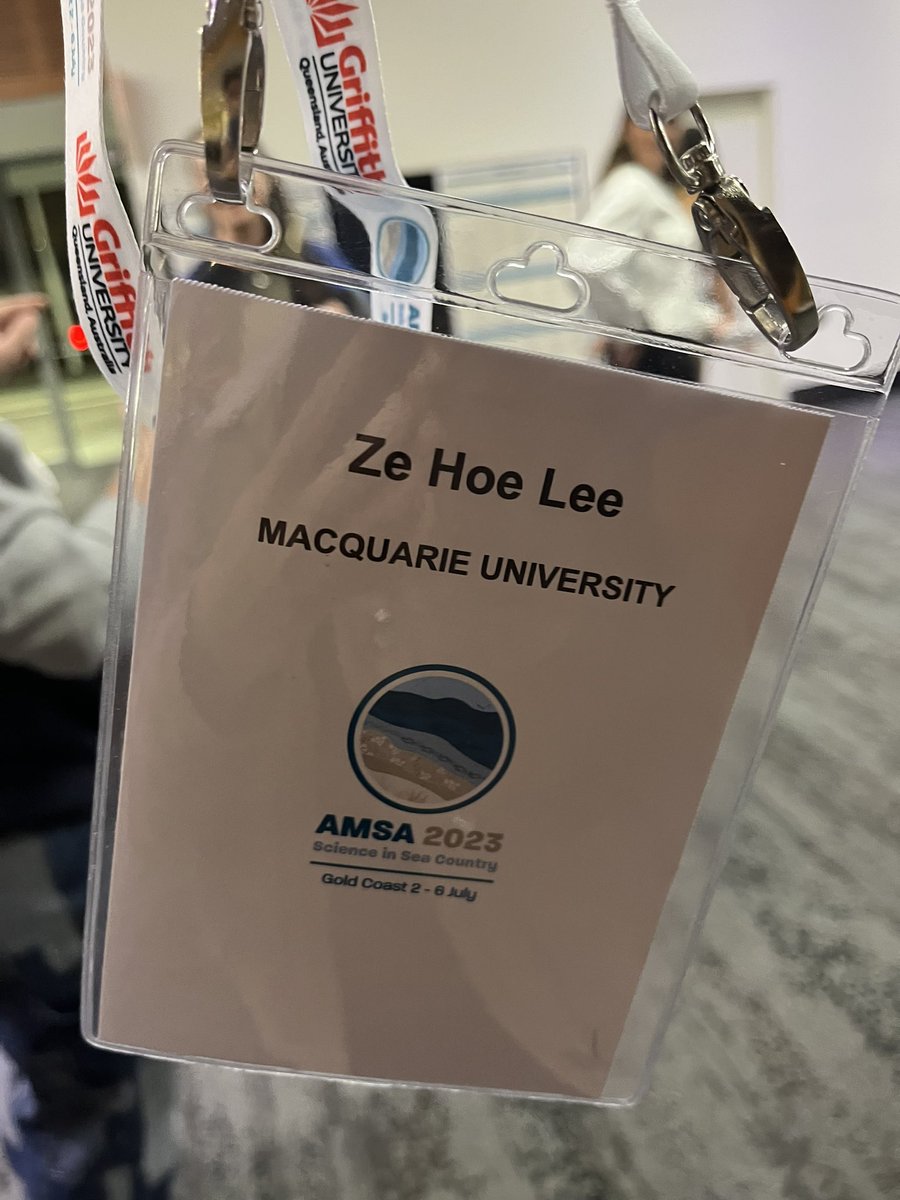 Griffith
UNIVERSITY
Griffith
UNIVERSITY
Ze Hoe Lee
MACQUARIE UNIVERSITY
AMSA 2023
Science in Sea Country
Gold Coast 2 - 6 July